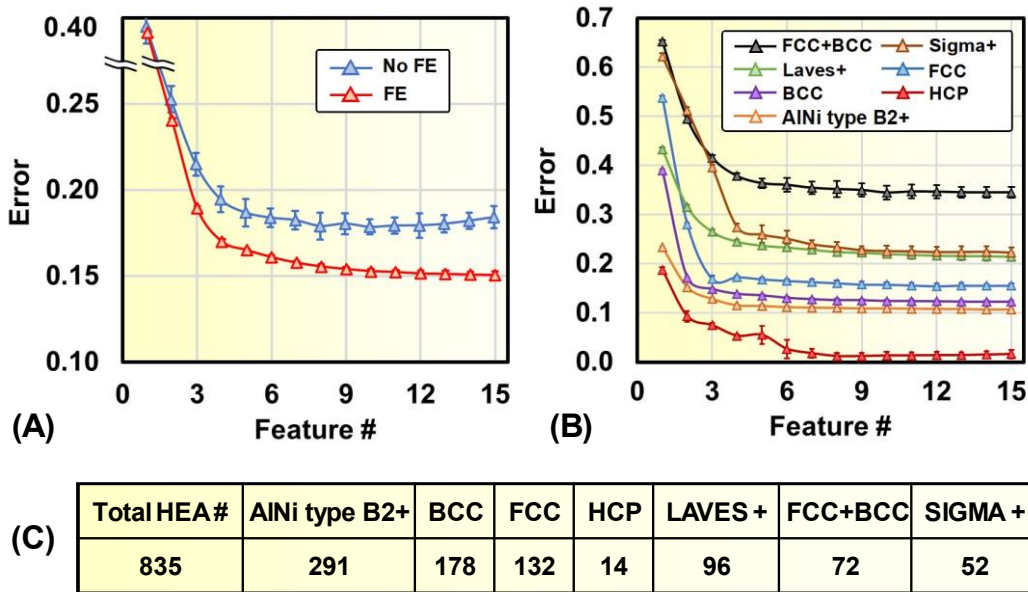 0.40
0.25
0.20
0.15
0.10
Error
No FE
FE
0 3 6 9 12 15
Feature #
(A)
0.7
0.6
0.5
0.4
0.3
0.2
0.1
0.0
Error
FCC+BCC Sigma+
Laves+ FCC
BCC HCP
AlNi type B2+
0 3 6 9 12 15
Feature #
(B)
(C)
Total HEA# AlNi type B2+ BCC FCC HCP LAVES + FCC+BCC SIGMA +
835 291 178 132 14 96 72 52